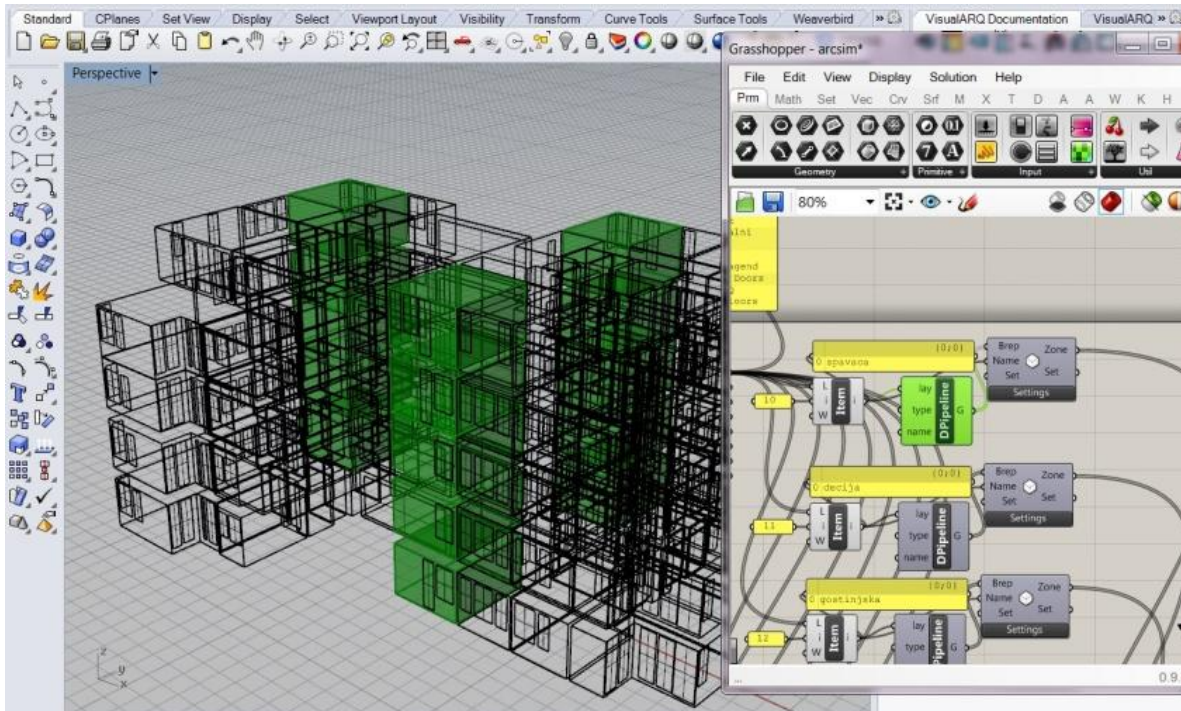 Standard CPlanes Set View Display Select Viewport Layout Visibility Transform Curve Tools Surface Tools Weaverbird » VisualARQ Documentation VisualARQ »
Perspective
z
y
x
Grasshopper - arcsim*
File Edit View Display Solution Help
Prm Math Set Vec Crv Srf M X T D A A W K H
Geometry Primitive Input Util
80%
Doors
{0;0}
0 spavaca
10
L
i
W
Item
i
lay
type
name
DPipeline
G
Brep
Name
Set
Zone
Set
Settings
{0;0}
0 decija
11
L
i
W
Item
i
lay
type
name
DPipeline
G
Brep
Name
Set
Zone
Set
Settings
{0;0}
0 gostinjska
12
L
i
W
Item
i
lay
type
DPipeline
G
Brep
Name
Set
Zone
Set
Settings
...
0.9.